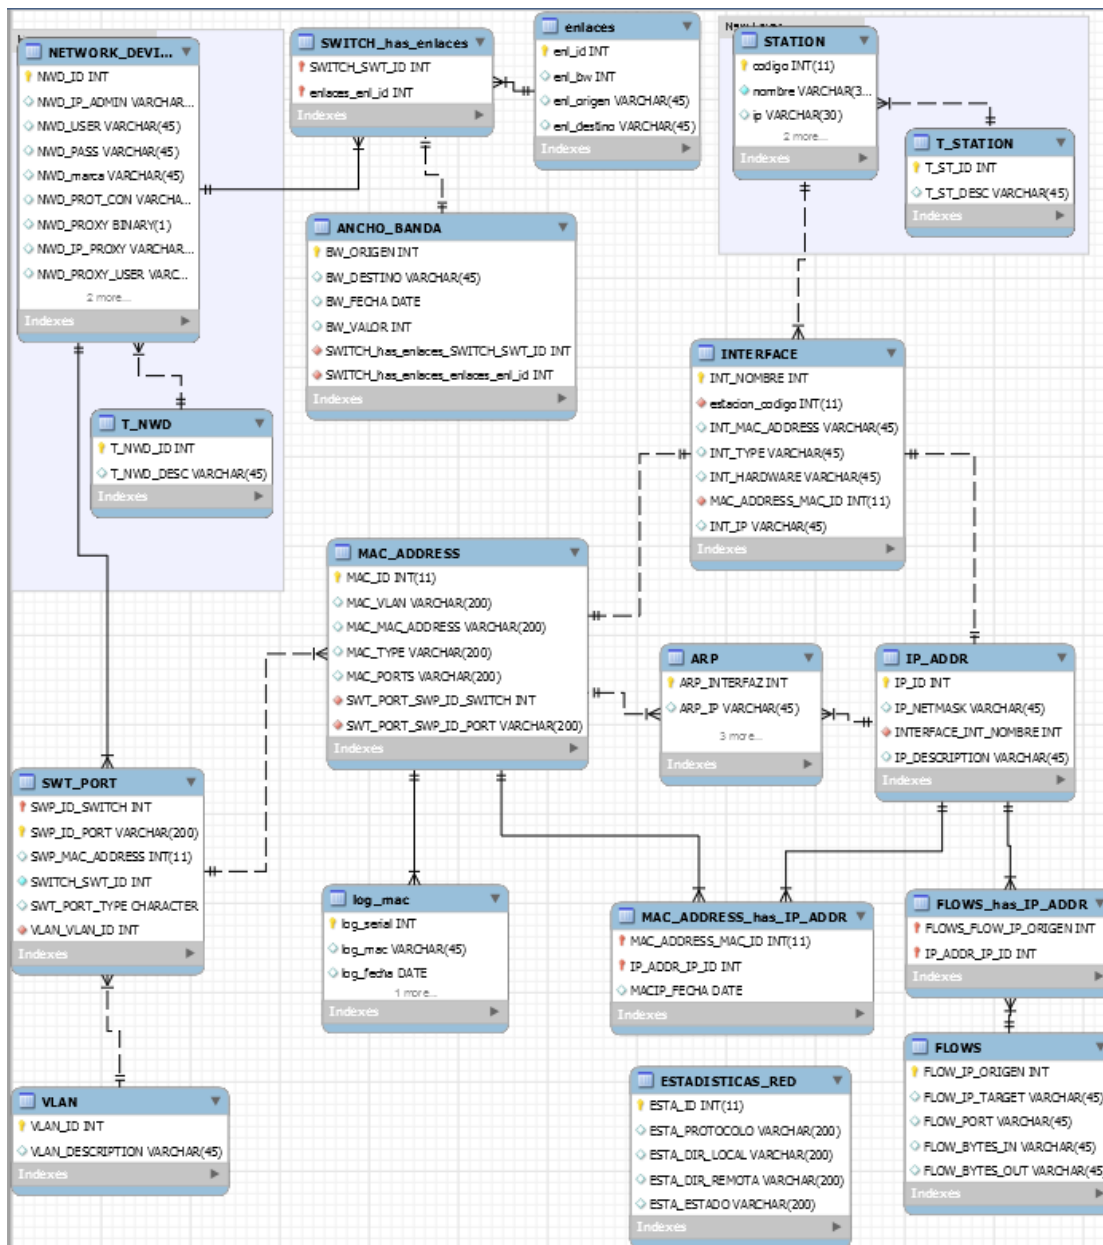 NETWORK_DEVI...
NWD_ID INT
NWD_IP_ADMIN VARCHAR...
NWD_USER VARCHAR(45)
NWD_PASS VARCHAR(45)
NWD_marca VARCHAR(45)
NWD_PROT_CON VARCHA...
NWD_PROXY BINARY(1)
NWD_IP_PROXY VARCHAR...
NWD_PROXY_USER VARC...
2 more...
Indexes
SWITCH_has_enlaces
SWITCH_SWT_ID INT
enlaces_enl_id INT
Indexes
enlaces
enl_id INT
enl_bw INT
enl_origen VARCHAR(45)
enl_destino VARCHAR(45)
Indexes
STATION
codigo INT(11)
nombre VARCHAR(3...
ip VARCHAR(30)
2 more...
Indexes
T_STATION
T_ST_ID INT
T_ST_DESC VARCHAR(45)
Indexes
ANCHO_BANDA
BW_ORIGEN INT
BW_DESTINO VARCHAR(45)
BW_FECHA DATE
BW_VALOR INT
SWITCH_has_enlaces_SWITCH_SWT_ID INT
SWITCH_has_enlaces_enlaces_enl_id INT
Indexes
T_NWD
T_NWD_ID INT
T_NWD_DESC VARCHAR(45)
Indexes
INTERFACE
INT_NOMBRE INT
estacion_codigo INT(11)
INT_MAC_ADDRESS VARCHAR(45)
INT_TYPE VARCHAR(45)
INT_HARDWARE VARCHAR(45)
MAC_ADDRESS_MAC_ID INT(11)
INT_IP VARCHAR(45)
Indexes
MAC_ADDRESS
MAC_ID INT(11)
MAC_VLAN VARCHAR(200)
MAC_MAC_ADDRESS VARCHAR(200)
MAC_TYPE VARCHAR(200)
MAC_PORTS VARCHAR(200)
SWT_PORT_SWP_ID_SWITCH INT
SWT_PORT_SWP_ID_PORT VARCHAR(200)
Indexes
ARP
ARP_INTERFAZ INT
ARP_IP VARCHAR(45)
3 more...
Indexes
IP_ADDR
IP_ID INT
IP_NETMASK VARCHAR(45)
INTERFACE_INT_NOMBRE INT
IP_DESCRIPTION VARCHAR(45)
Indexes
SWT_PORT
SWP_ID_SWITCH INT
SWP_ID_PORT VARCHAR(200)
SWP_MAC_ADDRESS INT(11)
SWITCH_SWT_ID INT
SWT_PORT_TYPE CHARACTER
VLAN_VLAN_ID INT
Indexes
log_mac
log_serial INT
log_mac VARCHAR(45)
log_fecha DATE
1 more...
Indexes
MAC_ADDRESS_has_IP_ADDR
MAC_ADDRESS_MAC_ID INT(11)
IP_ADDR_IP_ID INT
MACIP_FECHA DATE
Indexes
FLOWS_has_IP_ADDR
FLOWS_FLOW_IP_ORIGEN INT
IP_ADDR_IP_ID INT
Indexes
FLOWS
FLOW_IP_ORIGEN INT
FLOW_IP_TARGET VARCHAR(45)
FLOW_PORT VARCHAR(45)
FLOW_BYTES_IN VARCHAR(45)
FLOW_BYTES_OUT VARCHAR(45)
Indexes
VLAN
VLAN_ID INT
VLAN_DESCRIPTION VARCHAR(45)
Indexes
ESTADISTICAS_RED
ESTA_ID INT(11)
ESTA_PROTOCOLO VARCHAR(200)
ESTA_DIR_LOCAL VARCHAR(200)
ESTA_DIR_REMOTA VARCHAR(200)
ESTA_ESTADO VARCHAR(200)
Indexes